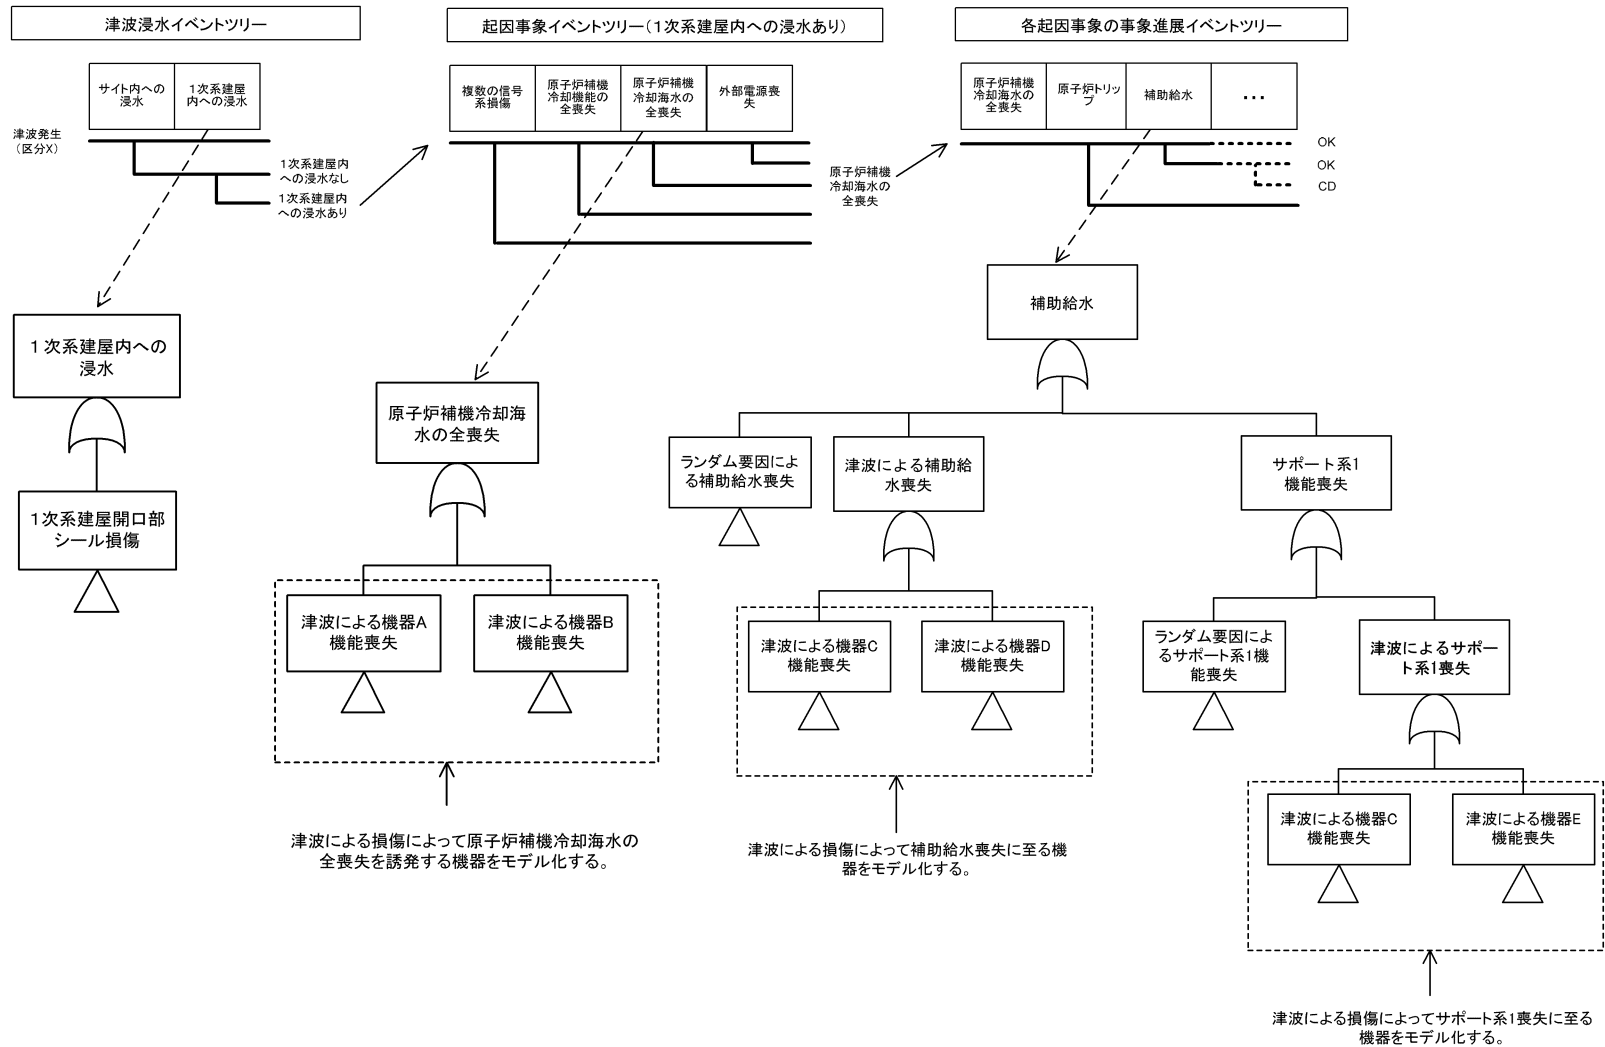 津波浸水イベントツリー
起因事象イベントツリー(1次系建屋内への浸水あり)
各起因事象の事象進展イベントツリー
サイト内への
浸水
1次系建屋
内への浸水
津波発生
(区分X)
1次系建屋内
への浸水なし
1次系建屋内
への浸水あり
複数の信号
系損傷
原子炉補機
冷却機能の
全喪失
原子炉補機
冷却海水の
全喪失
外部電源喪
失
原子炉補機
冷却海水の
全喪失
原子炉補機
冷却海水の
全喪失
原子炉トリッ
プ
補助給水
・・・
OK
OK
CD
1次系建屋内への
浸水
1次系建屋開口部
シール損傷
原子炉補機冷却海
水の全喪失
津波による機器A
機能喪失
津波による機器B
機能喪失
津波による損傷によって原子炉補機冷却海水の
全喪失を誘発する機器をモデル化する。
補助給水
ランダム要因によ
る補助給水喪失
津波による補助給
水喪失
サポート系1
機能喪失
津波による機器C
機能喪失
津波による機器D
機能喪失
津波による損傷によって補助給水喪失に至る機
器をモデル化する。
ランダム要因によ
るサポート系1機
能喪失
津波によるサポー
ト系1喪失
津波による機器C
機能喪失
津波による機器E
機能喪失
津波による損傷によってサポート系1喪失に至る
機器をモデル化する。